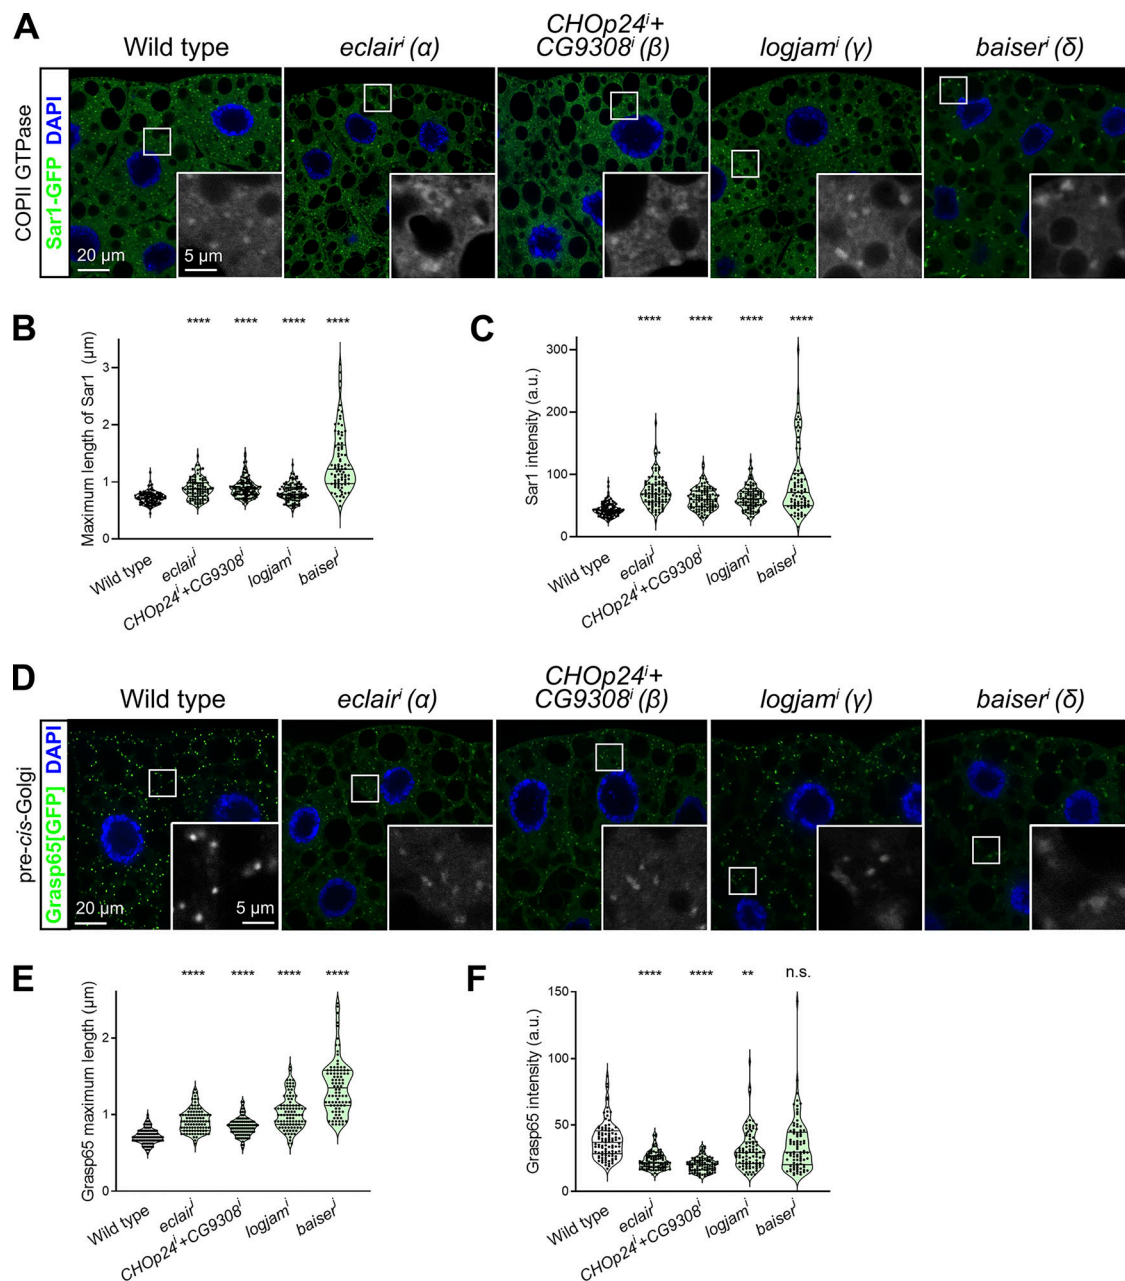 A
Wild type
eclairⁱ (α)
CHOp24ⁱ+
CG9308ⁱ (β)
logjamⁱ (γ)
baiserⁱ (δ)
COPII GTPase
Sar1-GFP DAPI
20 µm
5 µm
B
**** **** **** ****
Maximum length of Sar1 (µm)
3
2
1
0
Wild type
eclairⁱ
CHOp24ⁱ+CG9308ⁱ
logjamⁱ
baiserⁱ
C
**** **** **** ****
Sar1 intensity (a.u.)
300
200
100
0
Wild type
eclairⁱ
CHOp24ⁱ+CG9308ⁱ
logjamⁱ
baiserⁱ
D
Wild type
eclairⁱ (α)
CHOp24ⁱ+
CG9308ⁱ (β)
logjamⁱ (γ)
baiserⁱ (δ)
pre-cis-Golgi
Grasp65[GFP] DAPI
20 µm
5 µm
E
**** **** **** ****
Grasp65 maximum length (µm)
2
1
0
Wild type
eclairⁱ
CHOp24ⁱ+CG9308ⁱ
logjamⁱ
baiserⁱ
F
**** **** ** n.s.
Grasp65 intensity (a.u.)
150
100
50
0
Wild type
eclairⁱ
CHOp24ⁱ+CG9308ⁱ
logjamⁱ
baiserⁱ